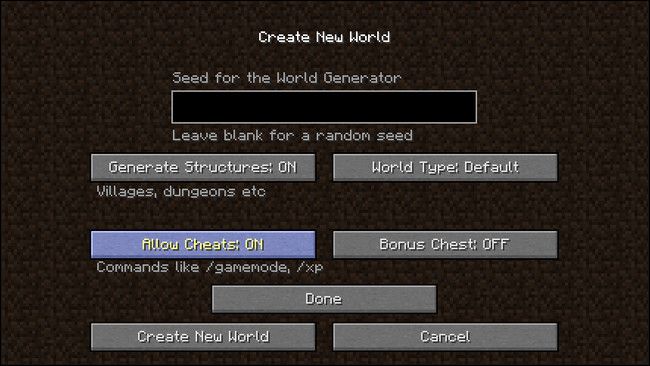 Create New World
Seed for the World Generator
Leave blank for a random seed
Generate Structures: ON
World Type: Default
Villages, dungeons etc
Allow Cheats: ON
Bonus Chest: OFF
Commands like /gamemode, /xp
Done
Create New World
Cancel